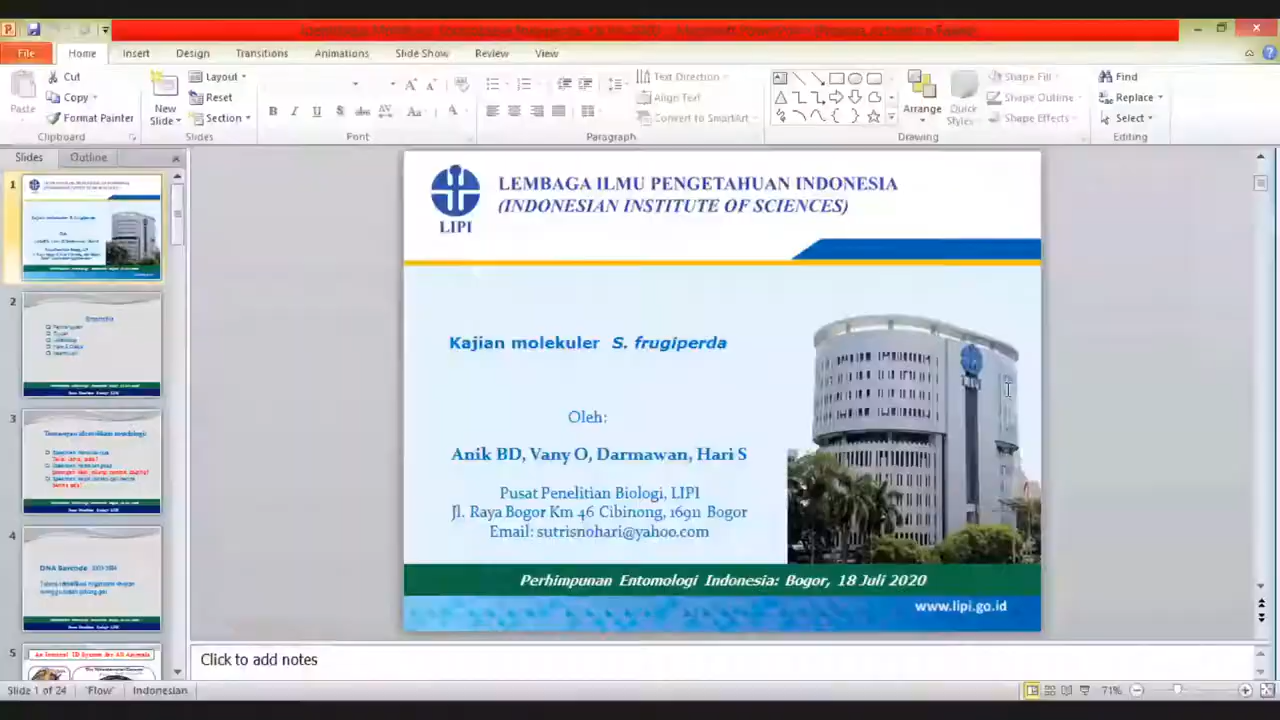 File
Home
Insert
Design
Transitions
Animations
Slide Show
Review
View
Cut
Copy
Format Painter
Paste
Clipboard
New
Slide
Layout
Reset
Section
Slides
Font
Text Direction
Align Text
Convert to SmartArt
Paragraph
Arrange
Quick
Styles
Shape Fill
Shape Outline
Shape Effects
Drawing
Find
Replace
Select
Editing
Slides
Outline
1
2
3
4
DNA Barcode
5
LEMBAGA ILMU PENGETAHUAN INDONESIA
(INDONESIAN INSTITUTE OF SCIENCES)
LIPI
Kajian molekuler S. frugiperda
Oleh:
Anik BD, Vany O, Darmawan, Hari S
Pusat Penelitian Biologi, LIPI
Jl. Raya Bogor Km 46 Cibinong, 16911 Bogor
Email: sutrisnohari@yahoo.com
Perhimpunan Entomologi Indonesia: Bogor, 18 Juli 2020
www.lipi.go.id
Click to add notes
Slide 1 of 24
"Flow"
Indonesian
71%